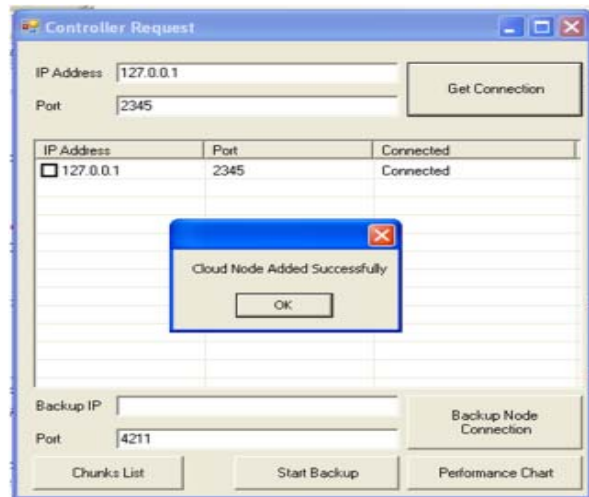 Controller Request
IP Address 127.0.0.1
Get Connection
Port 2345
IP Address Port Connected
127.0.0.1 2345 Connected
Cloud Node Added Successfully
OK
Backup IP
Backup Node
Connection
Port 4211
Chunks List Start Backup Performance Chart